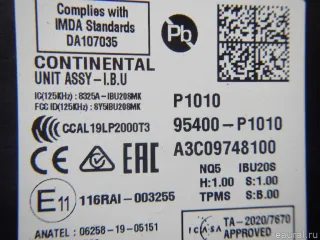 Complies with
IMDA Standards
DA107035
Pb
CONTINENTAL
UNIT ASSY-I.B.U
IC(125KHz) : 8325A-IBU20SMK
FCC ID(125KHz) : 8Y5IBU20SMK
P1010
CCAL19LP2000T3
95400-P1010
CE EAC
A3C09748100
NQ5 IBU20S
H:1.00 S:1.00
TPMS S:B.00
E11 116RAI-003255
ICASA
TA-2020/7670
APPROVED
ANATEL : 06258-19-05151